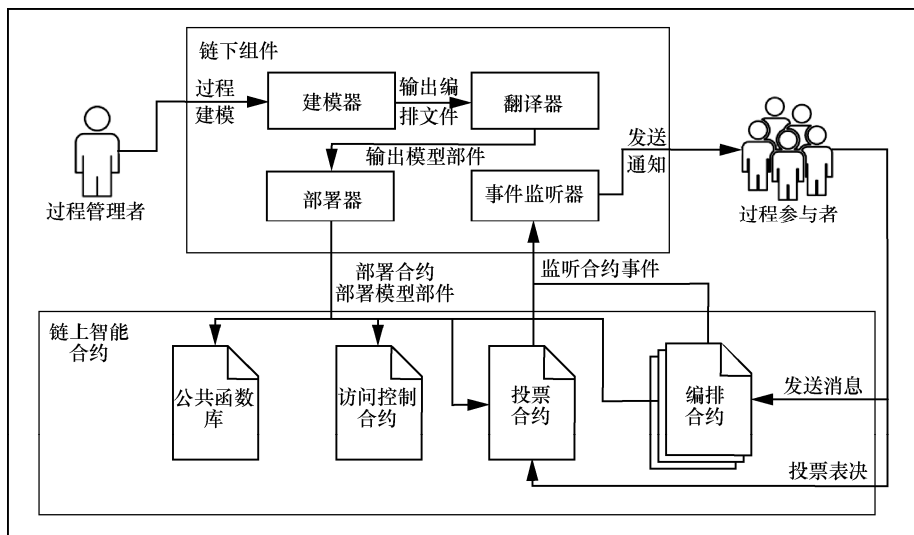 链下组件
过程
建模
建模器
输出编
排文件
翻译器
输出模型部件
发送
通知
部署器
事件监听器
过程管理者
过程参与者
部署合约
部署模型部件
监听合约事件
链上智能
合约
公共函数
库
访问控制
合约
投票
合约
编排
合约
发送消息
投票表决